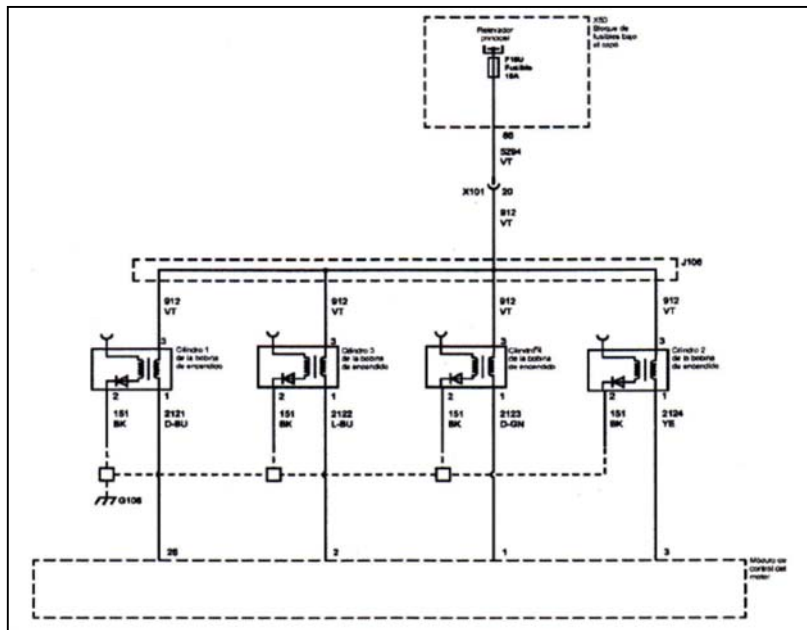 X50
Bloque de
fusibles bajo
el capó
Relevador
principal
F18U
Fusible
15A
66
5294
VT
X101
20
912
VT
J106
912
VT
912
VT
912
VT
912
VT
3
Cilindro 1
de la bobina
de encendido
3
Cilindro 3
de la bobina
de encendido
3
de la bobina
de encendido
3
Cilindro 2
de la bobina
de encendido
2
1
2
1
2
1
2
1
151
BK
2121
D-BU
151
BK
2122
L-BU
151
BK
2123
D-GN
151
BK
2124
YE
G106
2
1
3
Módulo de
control del
motor